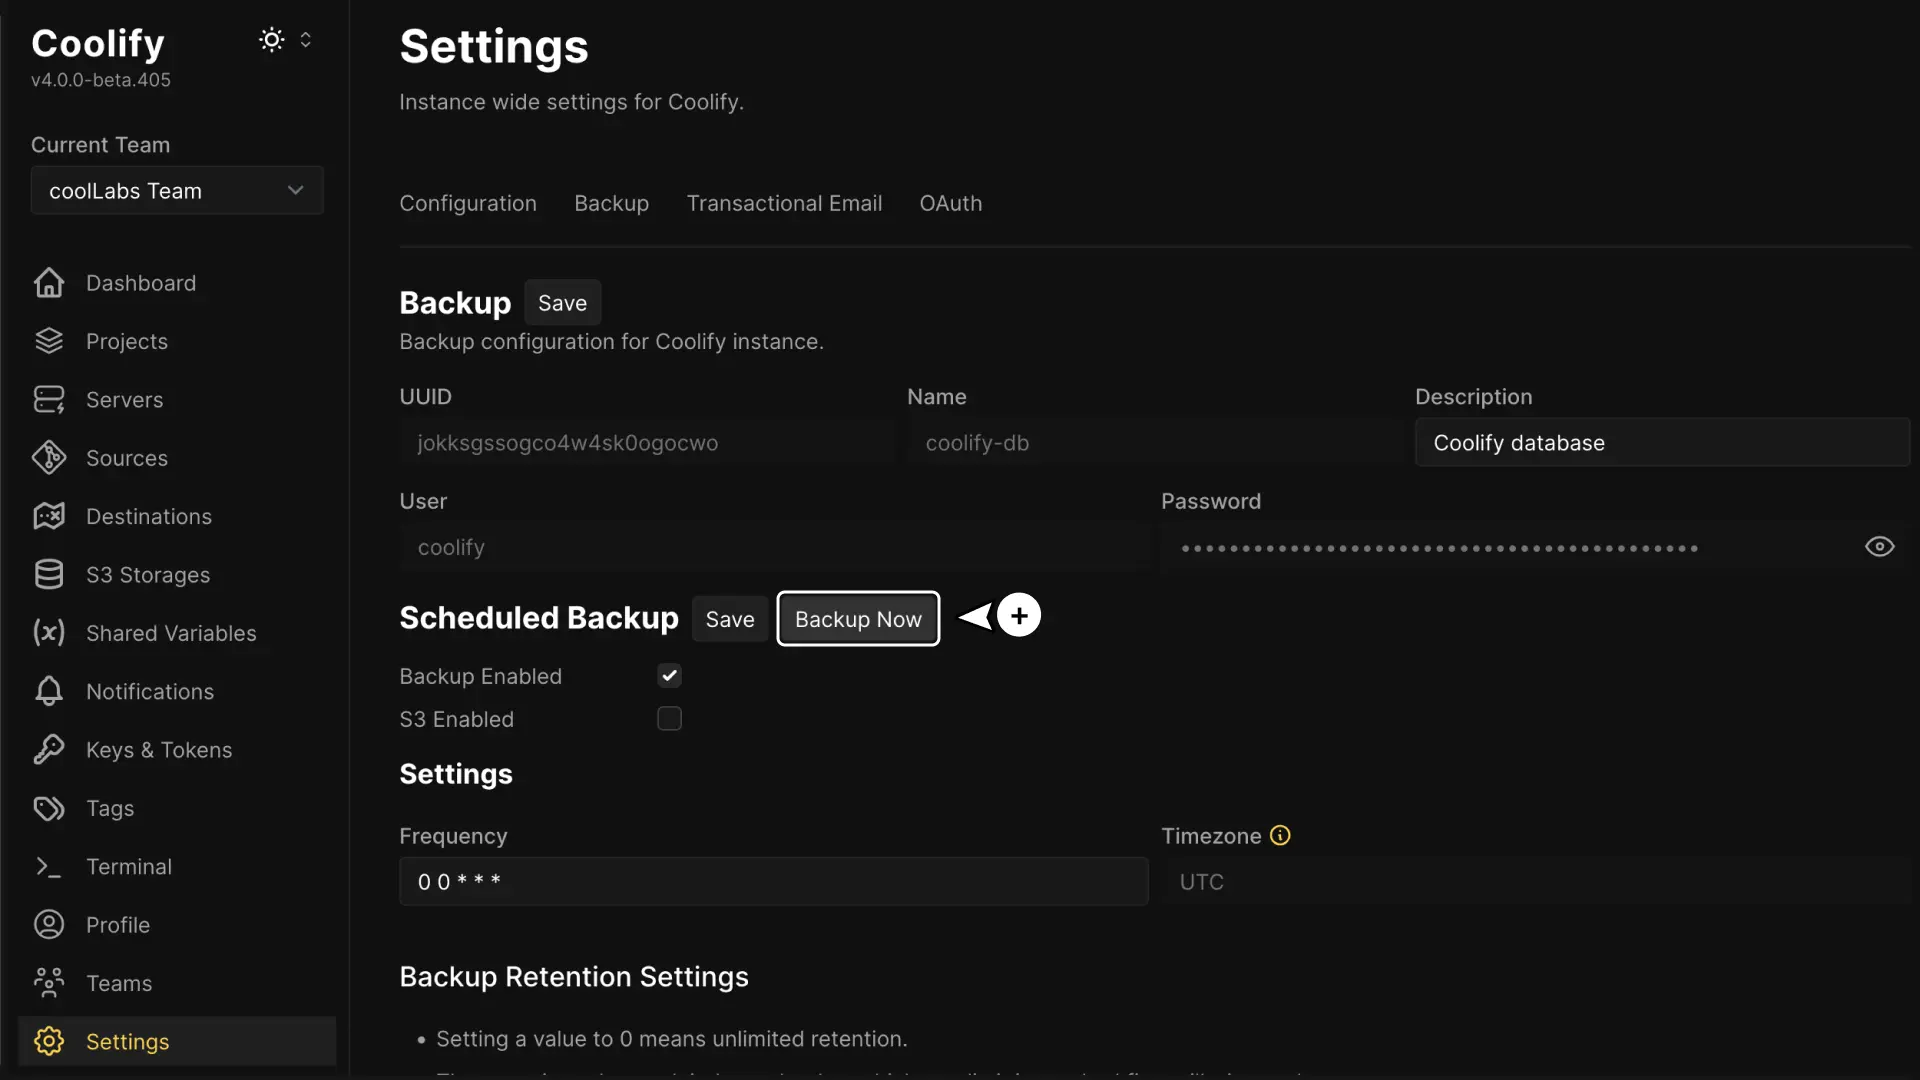 Coolify
v4.0.0-beta.405
Current Team
coolLabs Team
Dashboard
Projects
Servers
Sources
Destinations
S3 Storages
Shared Variables
Notifications
Keys & Tokens
Tags
Terminal
Profile
Teams
Settings
Settings
Instance wide settings for Coolify.
Configuration Backup Transactional Email OAuth
Backup Save
Backup configuration for Coolify instance.
UUID Name Description
jokksgssogco4w4sk0ogocwo coolify-db Coolify database
User Password
coolify •••••••••••••••••••••••••••••••••••••••••••
Scheduled Backup Save Backup Now
Backup Enabled
S3 Enabled
Settings
Frequency Timezone
0 0 * * * UTC
Backup Retention Settings
• Setting a value to 0 means unlimited retention.